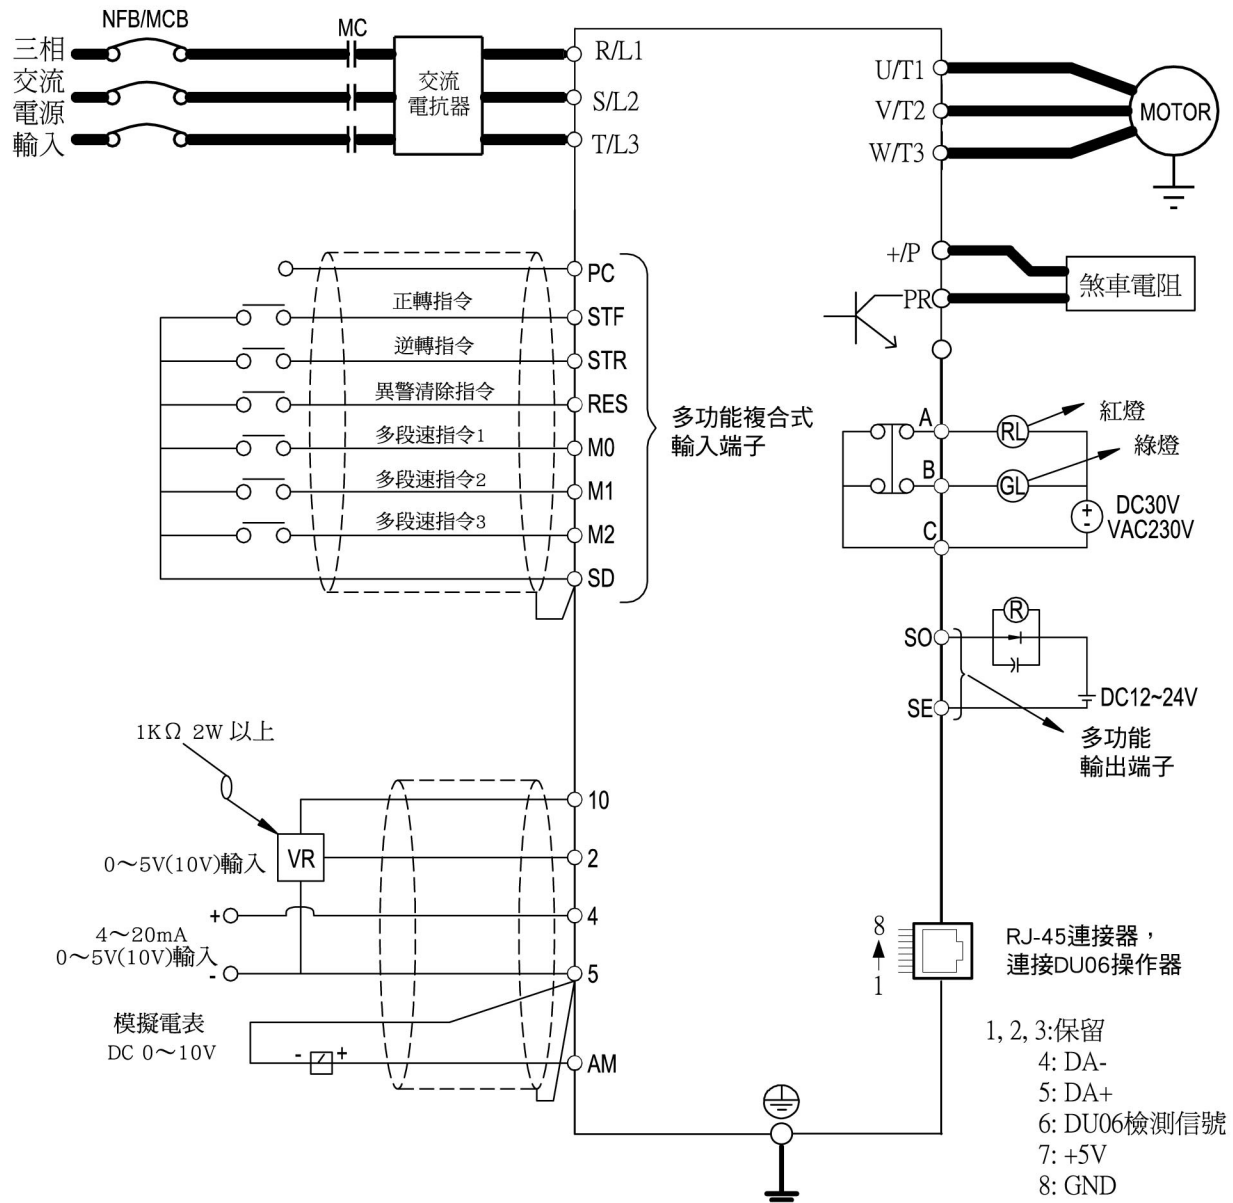 NFB/MCB
MC
三相
交流
電源
輸入
交流
電抗器
R/L1
S/L2
T/L3
U/T1
V/T2
W/T3
MOTOR
+/P
PR
煞車電阻
PC
正轉指令
STF
逆轉指令
STR
異警清除指令
RES
多段速指令1
M0
多段速指令2
M1
多段速指令3
M2
SD
多功能複合式
輸入端子
A
RL
紅燈
B
GL
綠燈
C
+
-
DC30V
VAC230V
SO
R
SE
DC12~24V
多功能
輸出端子
1KΩ 2W 以上
10
VR
2
0～5V(10V)輸入
+
4
4～20mA
0～5V(10V)輸入
-
5
模擬電表
DC 0～10V
- +
AM
8
1
RJ-45連接器，
連接DU06操作器
1, 2, 3:保留
4: DA-
5: DA+
6: DU06檢測信號
7: +5V
8: GND